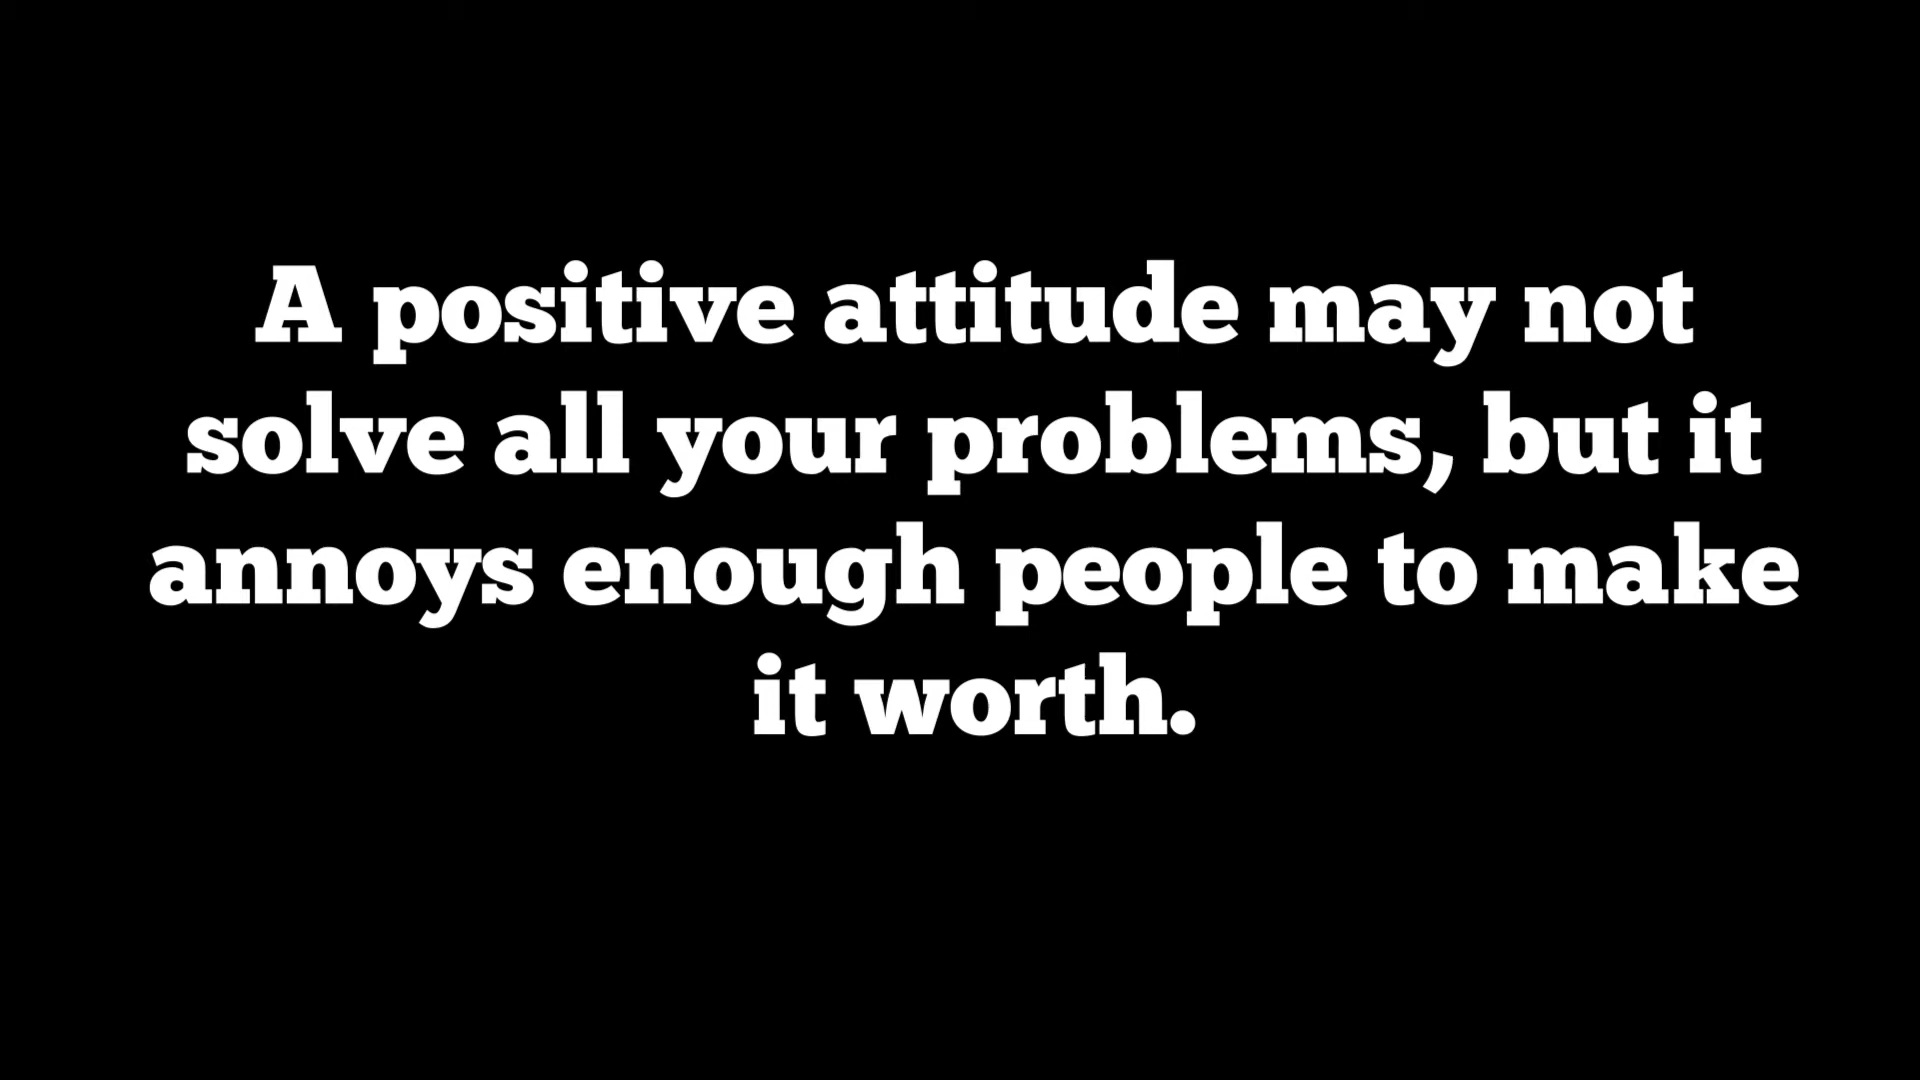 A positive attitude may not
solve all your problems, but it
annoys enough people to make
it worth.